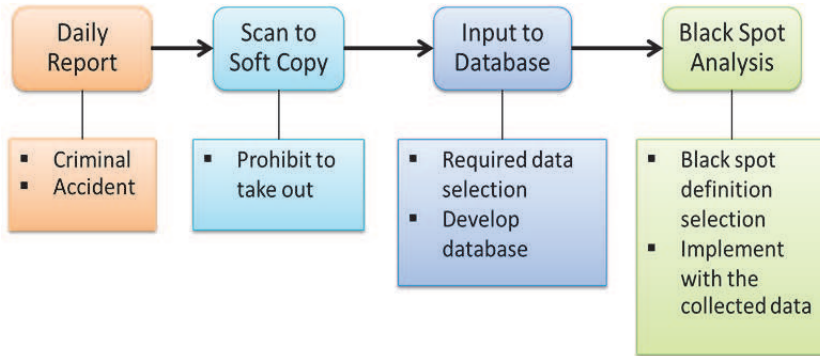 Daily
Report
Scan to
Soft Copy
Input to
Database
Black Spot
Analysis
▪ Criminal
▪ Accident
▪ Prohibit to
take out
▪ Required data
selection
▪ Develop
database
▪ Black spot
definition
selection
▪ Implement
with the
collected data